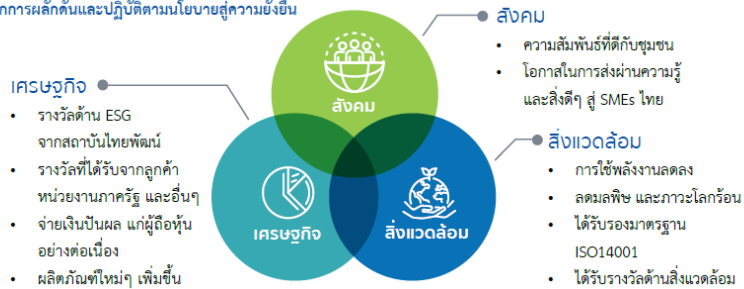 การผลักดันและปฏิบัติตามนโยบายสู่ความยั่งยืน
สังคม
• ความสัมพันธ์ที่ดีกับชุมชน
• โอกาสในการส่งผ่านความรู้
และสิ่งดีๆ สู่ SMEs ไทย
เศรษฐกิจ
• รางวัลด้าน ESG
จากสถาบันไทยพัฒน์
• รางวัลที่ได้รับจากลูกค้า
หน่วยงานภาครัฐ และอื่นๆ
• จ่ายเงินปันผล แก่ผู้ถือหุ้น
อย่างต่อเนื่อง
• ผลิตภัณฑ์ใหม่ๆ เพิ่มขึ้น
สังคม
เศรษฐกิจ
สิ่งแวดล้อม
สิ่งแวดล้อม
• การใช้พลังงานลดลง
• ลดมลพิษ และภาวะโลกร้อน
• ได้รับรองมาตรฐาน
ISO14001
• ได้รับรางวัลด้านสิ่งแวดล้อม